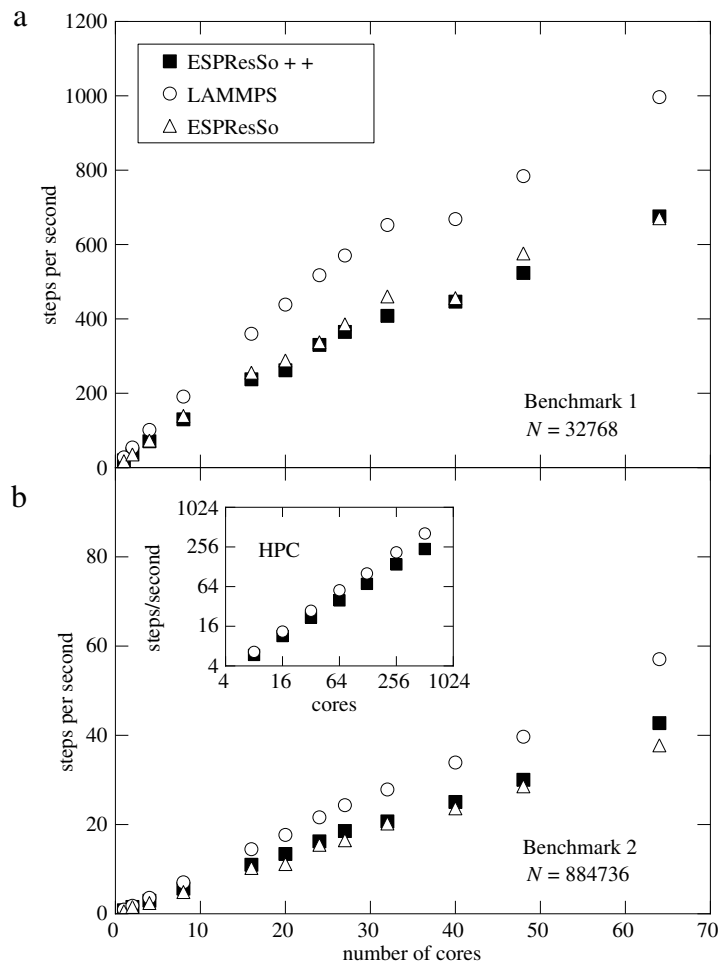 a
1200
1000
800
600
400
200
0
steps per second
ESPResSo + +
LAMMPS
ESPResSo
Benchmark 1
N = 32768
b
80
60
40
20
0
steps per second
1024
256
64
16
4
steps/second
HPC
4 16 64 256 1024
cores
Benchmark 2
N = 884736
0 10 20 30 40 50 60 70
number of cores